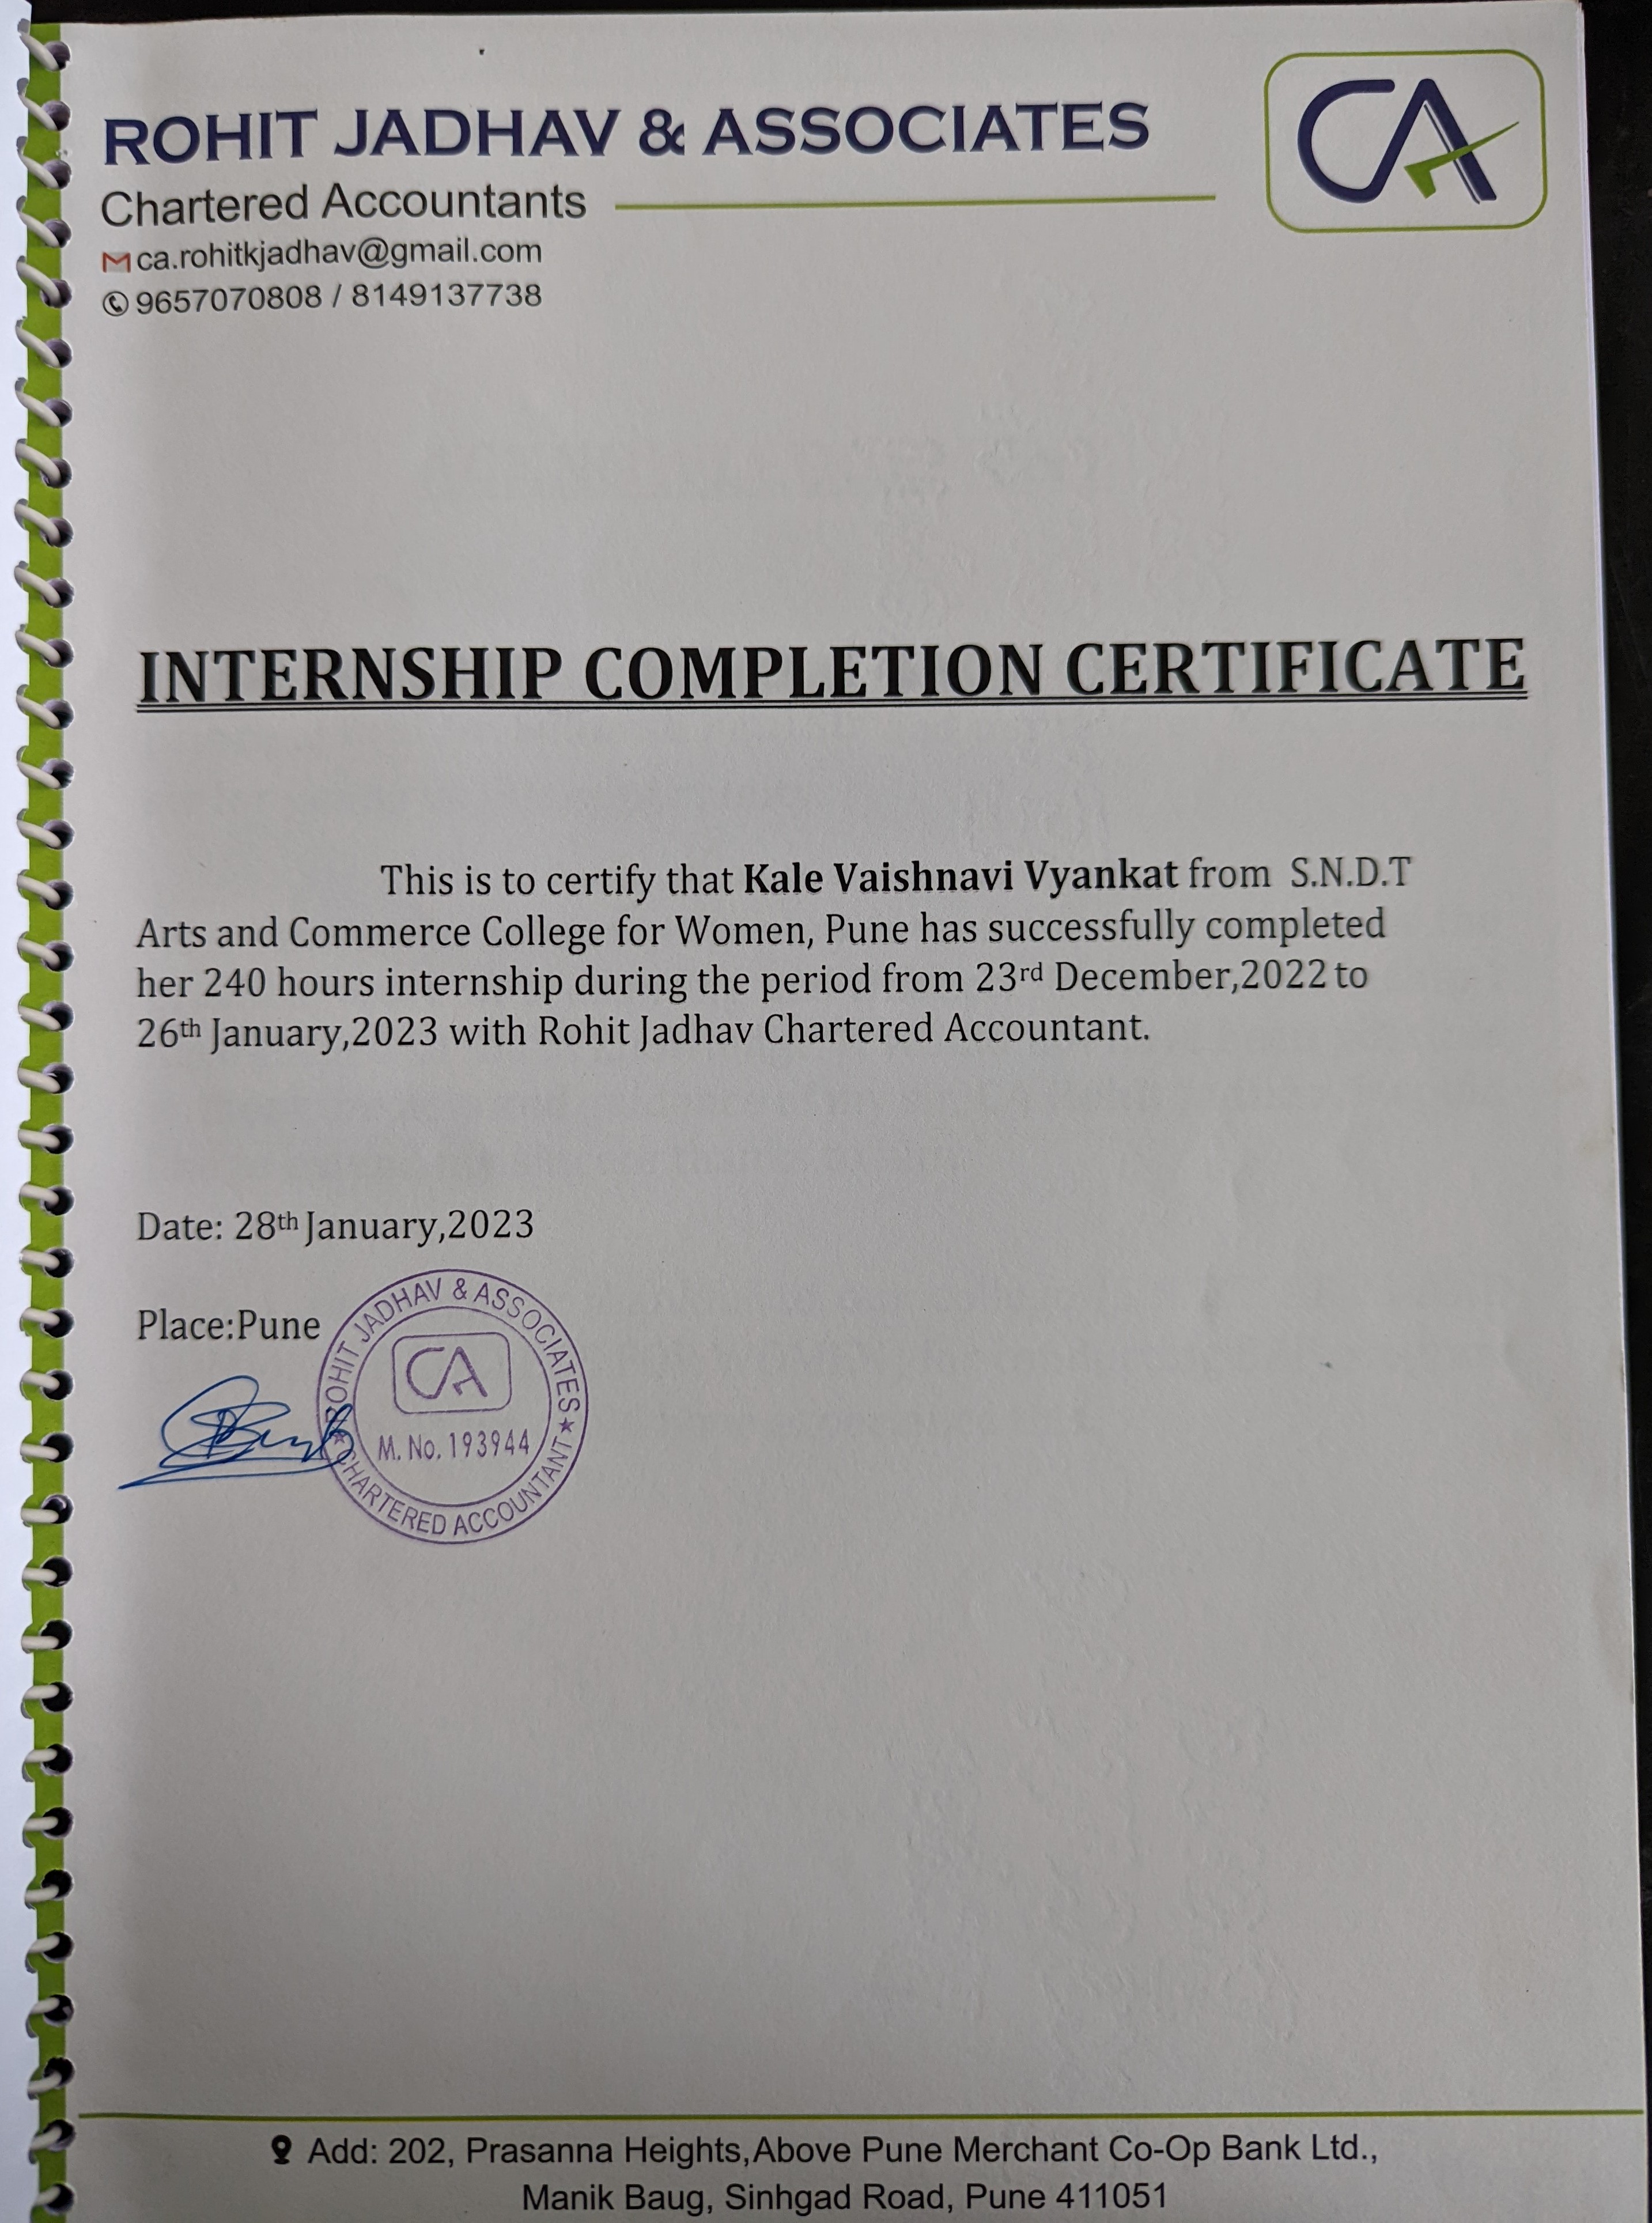 ROHIT JADHAV & ASSOCIATES
CA
Chartered Accountants
ca.rohitkjadhav@gmail.com
9657070808 / 8149137738
INTERNSHIP COMPLETION CERTIFICATE
This is to certify that Kale Vaishnavi Vyankat from S.N.D.T
Arts and Commerce College for Women, Pune has successfully completed
her 240 hours internship during the period from 23rd December,2022 to
26th January,2023 with Rohit Jadhav Chartered Accountant.
Date: 28th January,2023
Place:Pune
ROHIT JADHAV & ASSOCIATES
CA
M. No. 193944
CHARTERED ACCOUNTANT
Add: 202, Prasanna Heights,Above Pune Merchant Co-Op Bank Ltd.,
Manik Baug, Sinhgad Road, Pune 411051